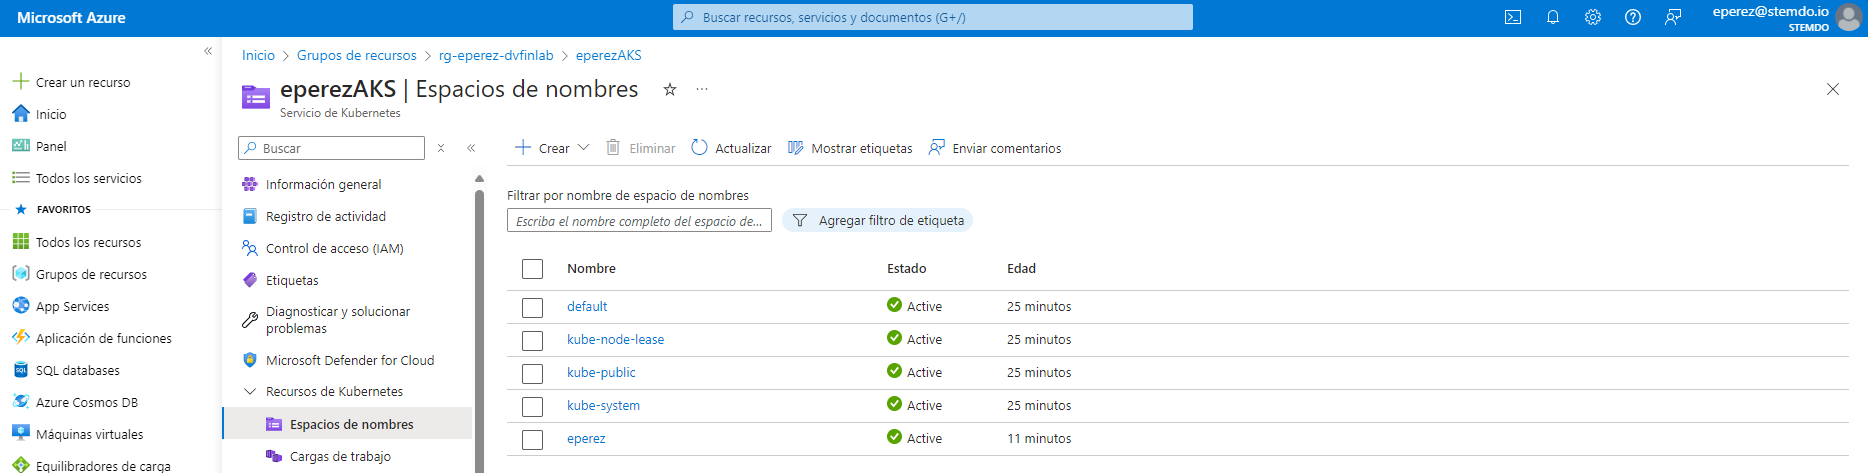 Microsoft Azure
Buscar recursos, servicios y documentos (G+/)
eperez@stemdo.io
STEMDO
Crear un recurso
Inicio
Panel
Todos los servicios
FAVORITOS
Todos los recursos
Grupos de recursos
App Services
Aplicación de funciones
SQL databases
Azure Cosmos DB
Máquinas virtuales
Equilibradores de carga
Inicio > Grupos de recursos > rg-eperez-dvfinlab > eperezAKS
eperezAKS | Espacios de nombres
Servicio de Kubernetes
Buscar
Información general
Registro de actividad
Control de acceso (IAM)
Etiquetas
Diagnosticar y solucionar
problemas
Microsoft Defender for Cloud
Recursos de Kubernetes
Espacios de nombres
Cargas de trabajo
Crear Eliminar Actualizar Mostrar etiquetas Enviar comentarios
Filtrar por nombre de espacio de nombres
Escriba el nombre completo del espacio de... Agregar filtro de etiqueta
Nombre Estado Edad
default Active 25 minutos
kube-node-lease Active 25 minutos
kube-public Active 25 minutos
kube-system Active 25 minutos
eperez Active 11 minutos